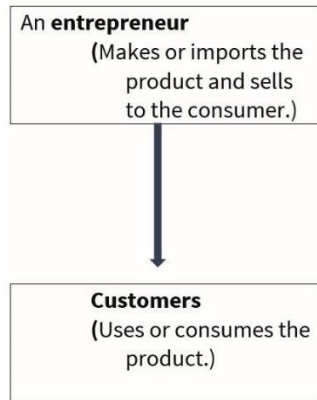 An entrepreneur
(Makes or imports the
product and sells
to the consumer.)
Customers
(Uses or consumes the
product.)